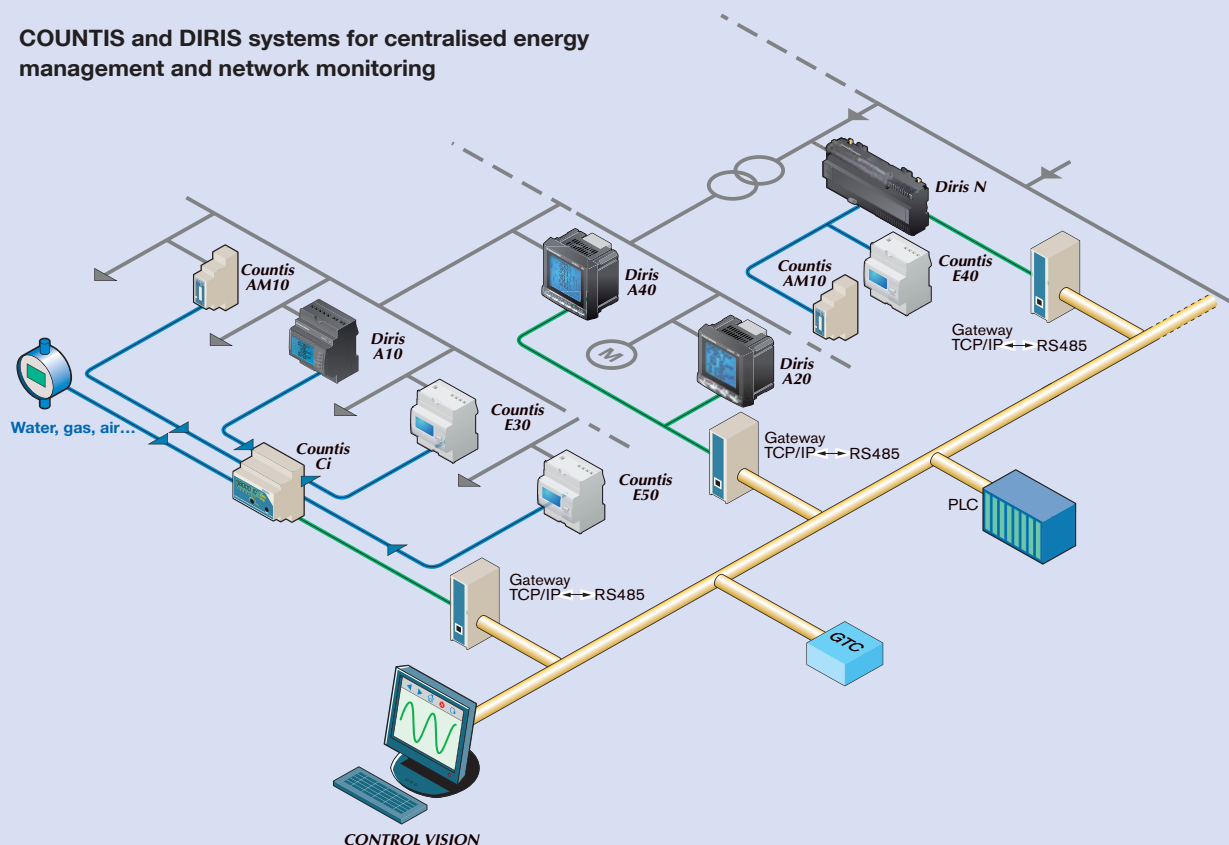 COUNTIS and DIRIS systems for centralised energy
management and network monitoring
Diris N
Countis
AM10
Diris
A40
Countis
AM10
Countis
E40
Diris
A10
Gateway
TCP/IP RS485
M
Diris
A20
Countis
E30
Water, gas, air...
Countis
Ci
Gateway
TCP/IP RS485
Countis
E50
PLC
Gateway
TCP/IP RS485
GTC
CONTROL VISION